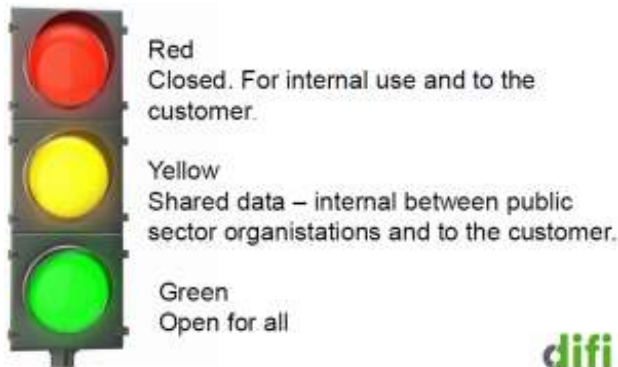 Red
Closed. For internal use and to the
customer.
Yellow
Shared data – internal between public
sector organistations and to the customer.
Green
Open for all
difi